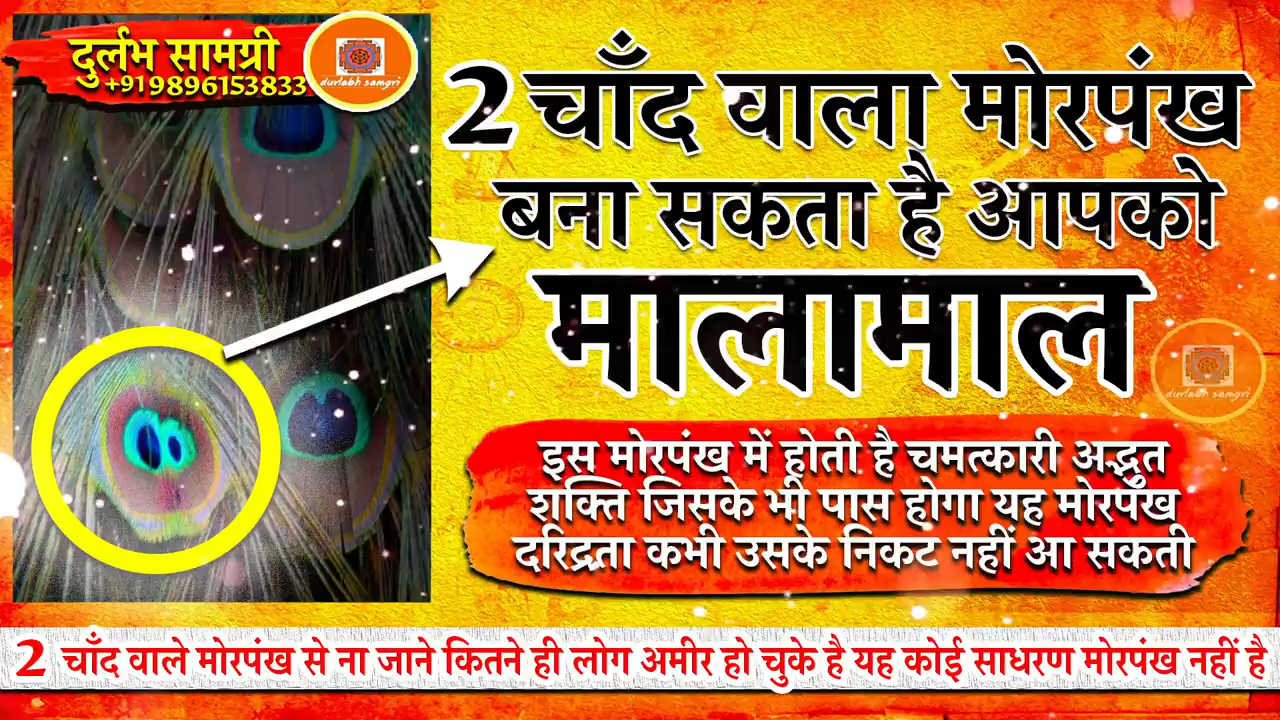 दुर्लभ सामग्री
+919896153833
durlabh samgri
2 चाँद वाला मोरपंख
बना सकता है आपको
मालामाल
durlabh samgri
इस मोरपंख में होती है चमत्कारी अद्भुत
शक्ति जिसके भी पास होगा यह मोरपंख
दरिद्रता कभी उसके निकट नहीं आ सकती
2 चाँद वाले मोरपंख से ना जाने कितने ही लोग अमीर हो चुके है यह कोई साधरण मोरपंख नहीं है